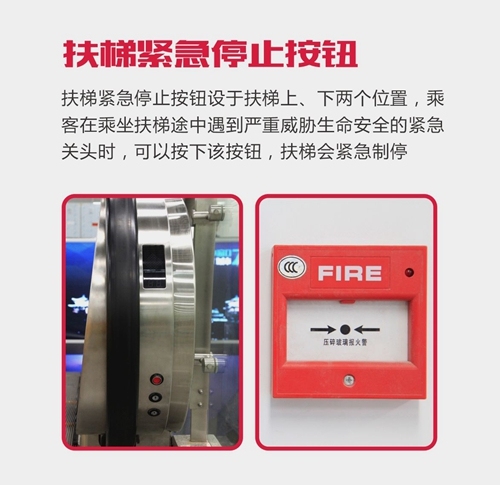 扶梯紧急停止按钮
扶梯紧急停止按钮设于扶梯上、下两个位置，乘
客在乘坐扶梯途中遇到严重威胁生命安全的紧急
关头时，可以按下该按钮，扶梯会紧急制停
CCC
FIRE
压碎玻璃报火警